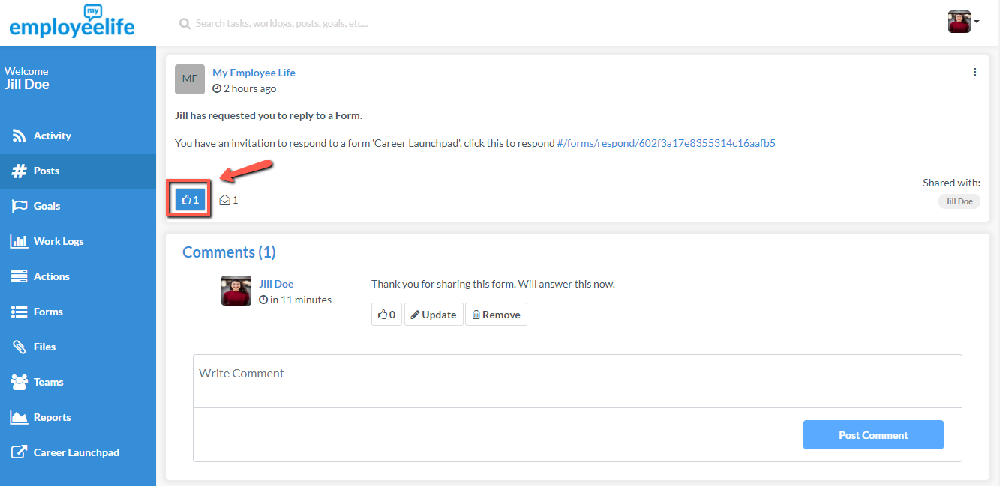 my
employeelife
Search tasks, worklogs, posts, goals, etc...
Welcome
Jill Doe
Activity
Posts
Goals
Work Logs
Actions
Forms
Files
Teams
Reports
Career Launchpad
ME
My Employee Life
2 hours ago
Jill has requested you to reply to a Form.
You have an invitation to respond to a form 'Career Launchpad', click this to respond #/forms/respond/602f3a17e8355314c16aafb5
1
1
Shared with:
Jill Doe
Comments (1)
Jill Doe
in 11 minutes
Thank you for sharing this form. Will answer this now.
0 Update Remove
Write Comment
Post Comment